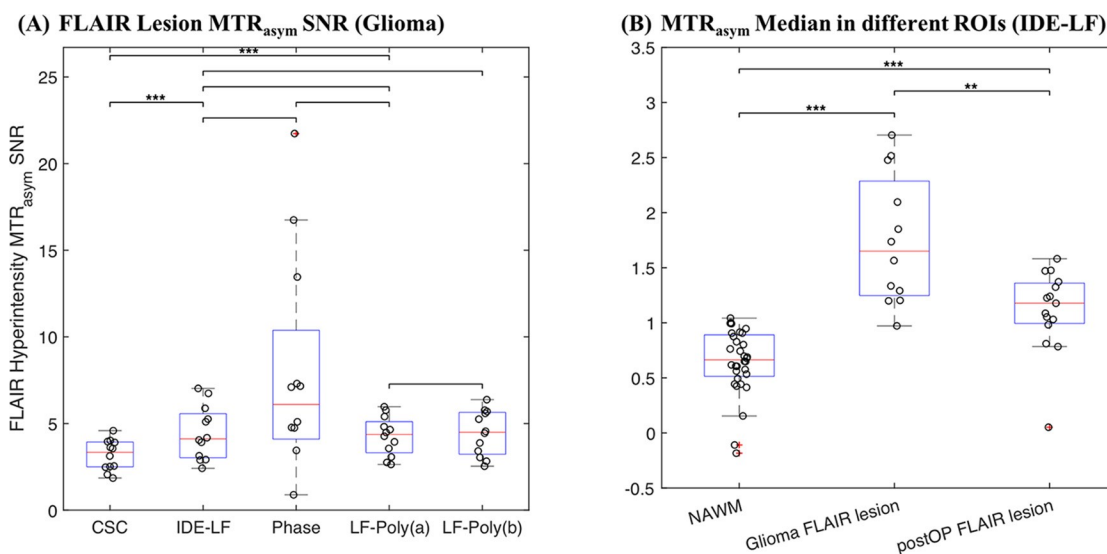 (A) FLAIR Lesion MTRasym SNR (Glioma)
FLAIR Hyperintensity MTRasym SNR
25
20
15
10
5
0
***
***
CSC
IDE-LF
Phase
LF-Poly(a)
LF-Poly(b)
(B) MTRasym Median in different ROIs (IDE-LF)
3.5
3
2.5
2
1.5
1
0.5
0
-0.5
***
**
***
NAWM
Glioma FLAIR lesion
postOP FLAIR lesion